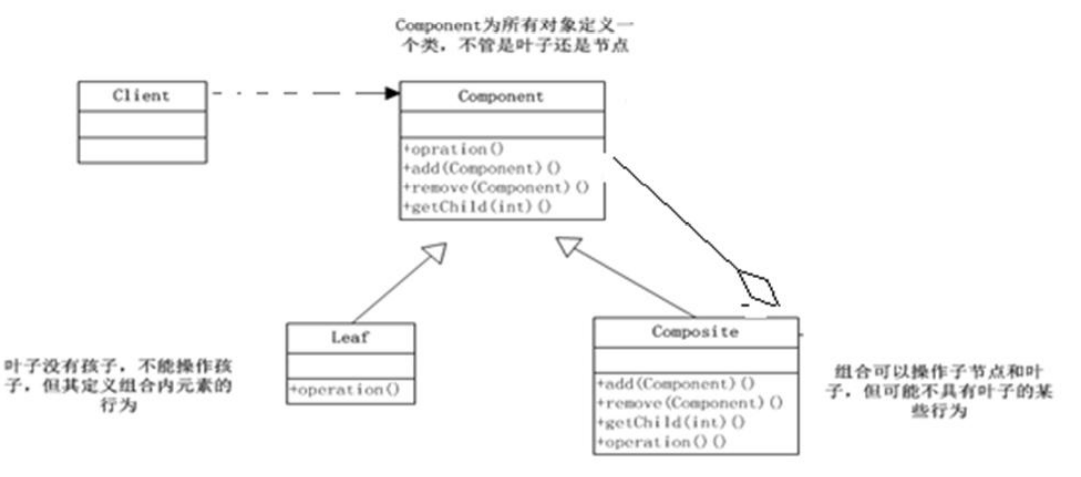 Component为所有对象定义一
个类，不管是叶子还是节点
Client
Component
+opration()
+add(Component)()
+remove(Component)()
+getChild(int)()
Leaf
+operation()
Composite
+add(Component)()
+remove(Component)()
+getChild(int)()
+operation()()
叶子没有孩子，不能操作孩
子，但其定义组合内元素的
行为
组合可以操作子节点和叶
子，但可能不具有叶子的某
些行为